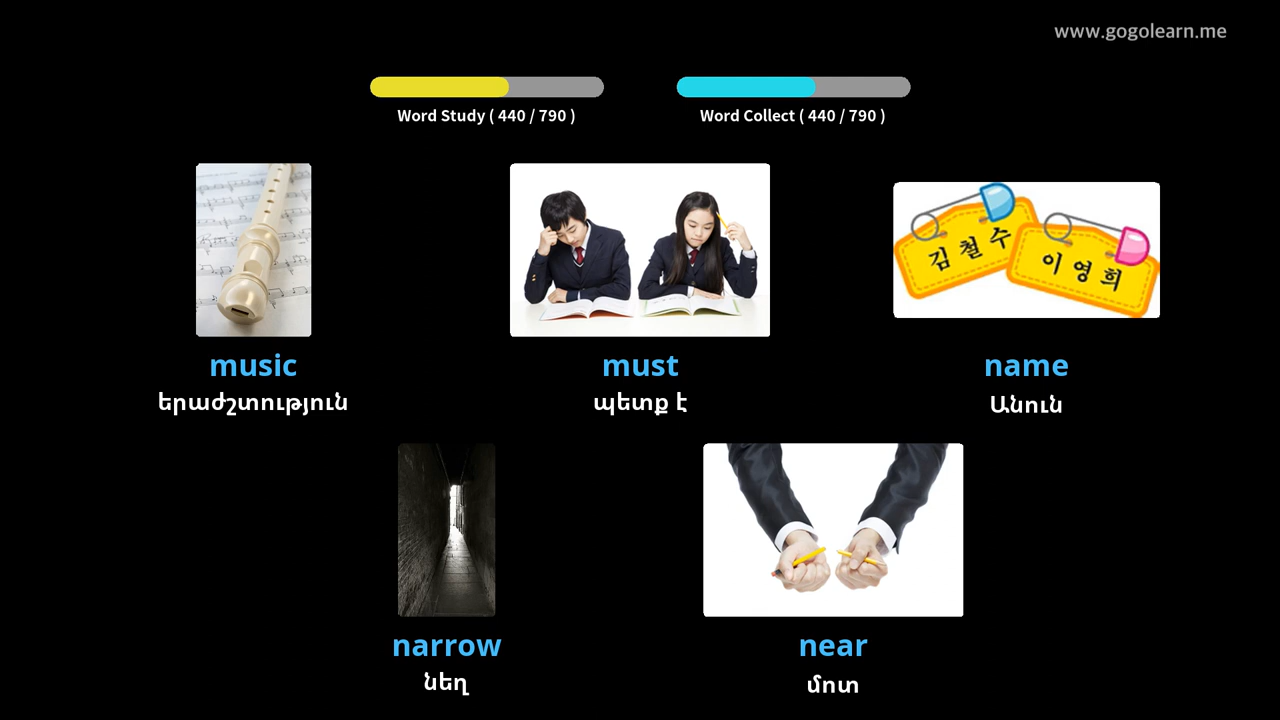 www.gogolearn.me
Word Study ( 440 / 790 )
Word Collect ( 440 / 790 )
김철수
이영희
music
must
name
երաժշտություն
պետք է
Անուն
narrow
near
նեղ
մոտ